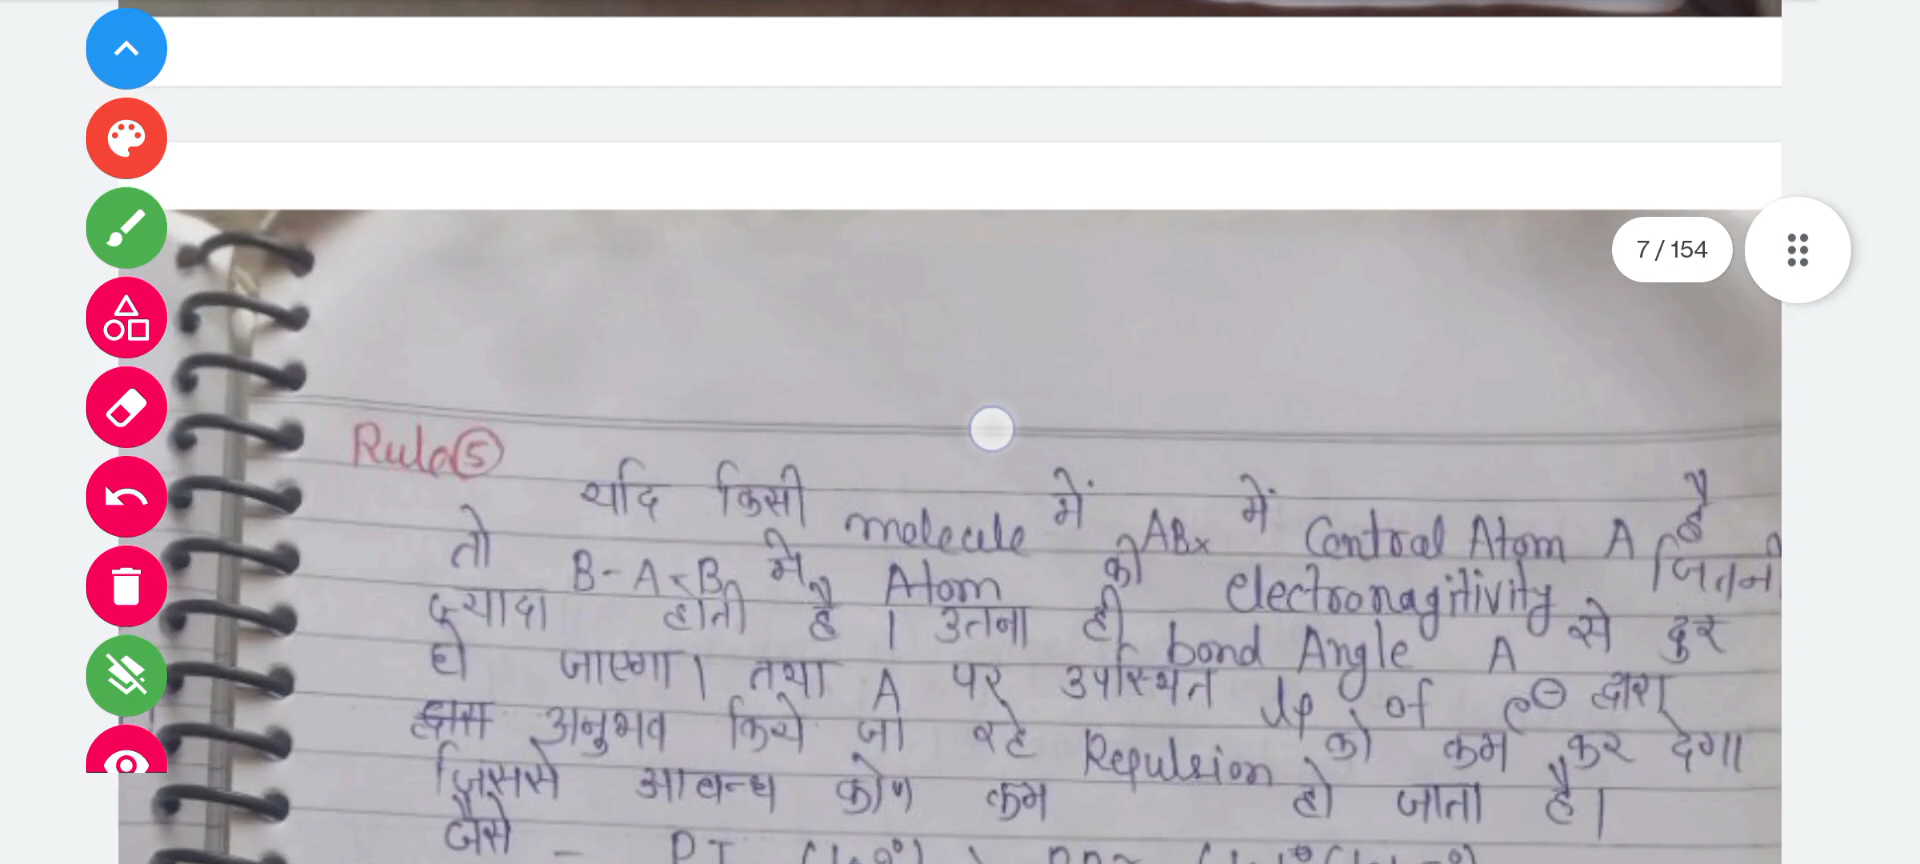 7 / 154
Rule ⑤
यदि किसी molecule में ABx में Central Atom A है
तो B-A-B में Atom की electronagitivity जितनी
ज्यादा होती है । उतना ही bond Angle A से दुर
हो जाएगा । तथा A पर उपस्थित lp of e⊖ द्वारा
द्वारा अनुभव किये जा रहे Repulsion को कम कर देगा
जिससे आबन्ध कोण कम हो जाता है ।
जैसे -